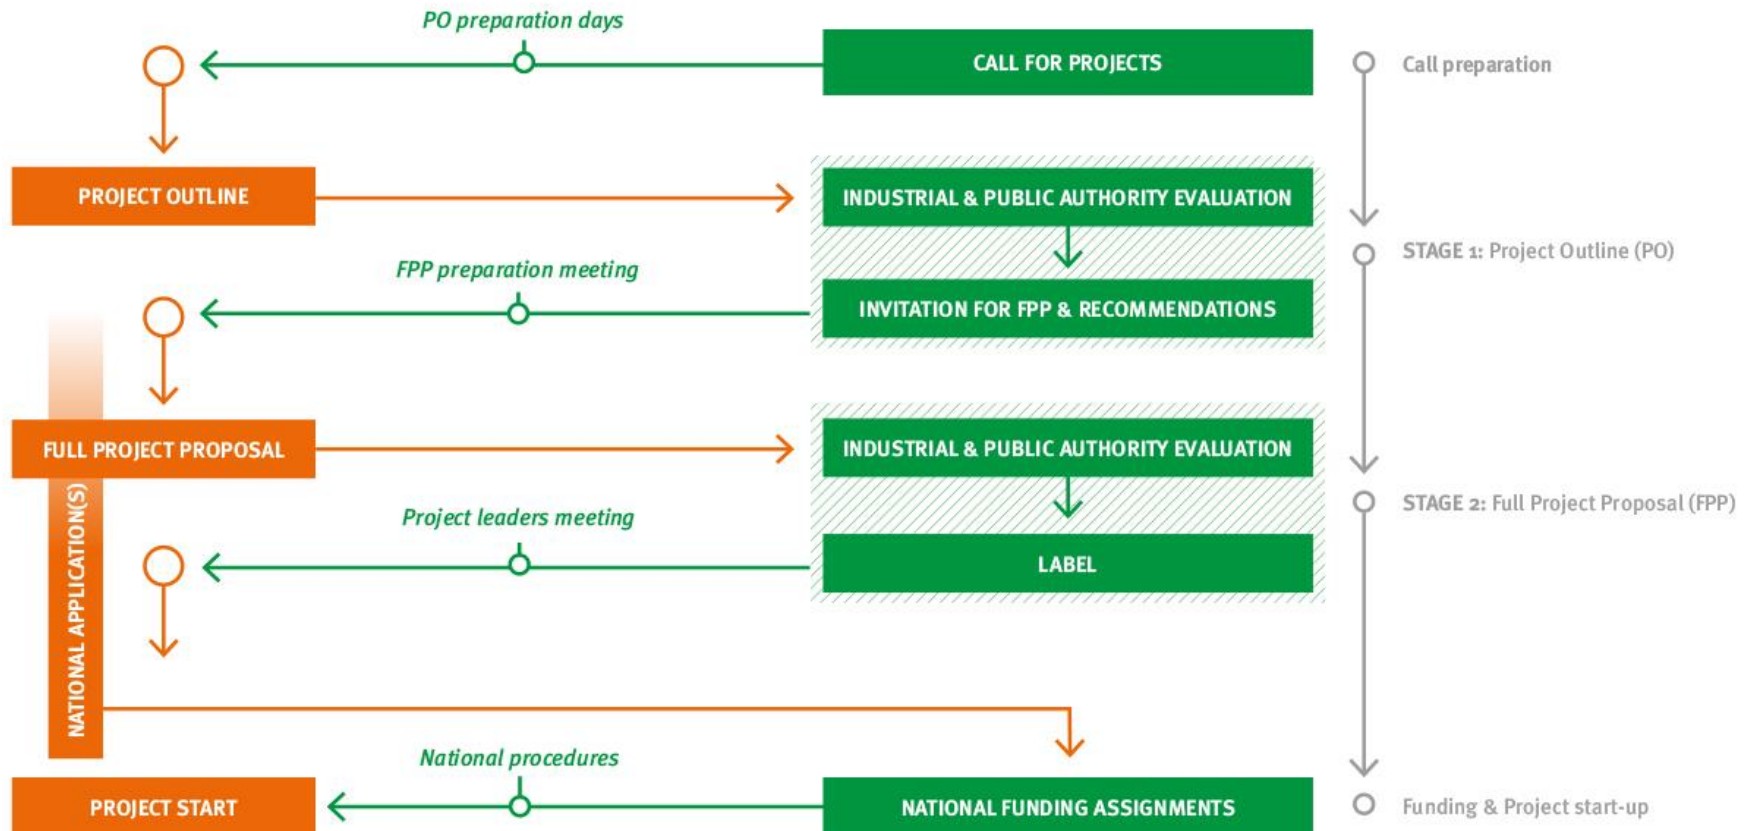 PO preparation days
CALL FOR PROJECTS
Call preparation
PROJECT OUTLINE
INDUSTRIAL & PUBLIC AUTHORITY EVALUATION
STAGE 1: Project Outline (PO)
FPP preparation meeting
INVITATION FOR FPP & RECOMMENDATIONS
FULL PROJECT PROPOSAL
INDUSTRIAL & PUBLIC AUTHORITY EVALUATION
STAGE 2: Full Project Proposal (FPP)
Project leaders meeting
LABEL
NATIONAL APPLICATION(S)
National procedures
PROJECT START
NATIONAL FUNDING ASSIGNMENTS
Funding & Project start-up